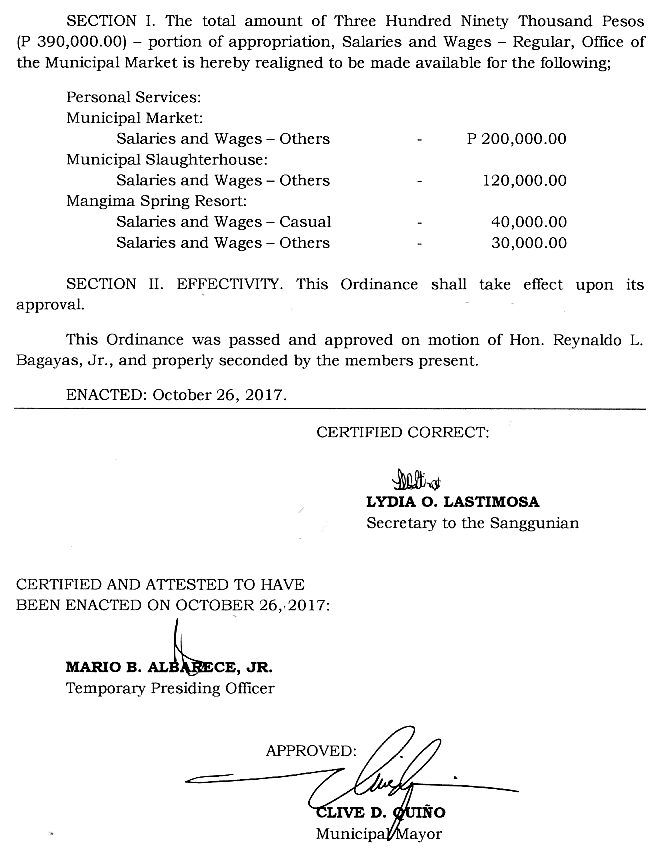 SECTION I. The total amount of Three Hundred Ninety Thousand Pesos
(P 390,000.00) – portion of appropriation, Salaries and Wages – Regular, Office of
the Municipal Market is hereby realigned to be made available for the following;
Personal Services:
Municipal Market:
Salaries and Wages – Others - P 200,000.00
Municipal Slaughterhouse:
Salaries and Wages – Others - 120,000.00
Mangima Spring Resort:
Salaries and Wages – Casual - 40,000.00
Salaries and Wages – Others - 30,000.00
SECTION II. EFFECTIVITY. This Ordinance shall take effect upon its
approval.
This Ordinance was passed and approved on motion of Hon. Reynaldo L.
Bagayas, Jr., and properly seconded by the members present.
ENACTED: October 26, 2017.
CERTIFIED CORRECT:
LYDIA O. LASTIMOSA
Secretary to the Sanggunian
CERTIFIED AND ATTESTED TO HAVE
BEEN ENACTED ON OCTOBER 26, 2017:
MARIO B. ALBARECE, JR.
Temporary Presiding Officer
APPROVED:
CLIVE D. QUIÑO
Municipal Mayor